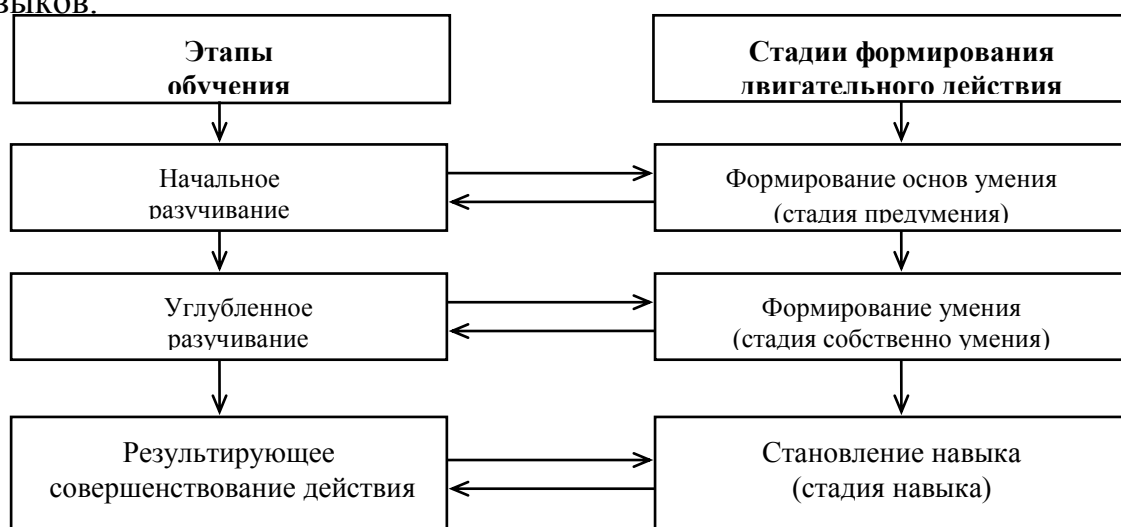 выков.
Этапы
обучения
Стадии формирования
двигательного действия
Начальное
разучивание
Формирование основ умения
(стадия предумения)
Углубленное
разучивание
Формирование умения
(стадия собственно умения)
Результирующее
совершенствование действия
Становление навыка
(стадия навыка)